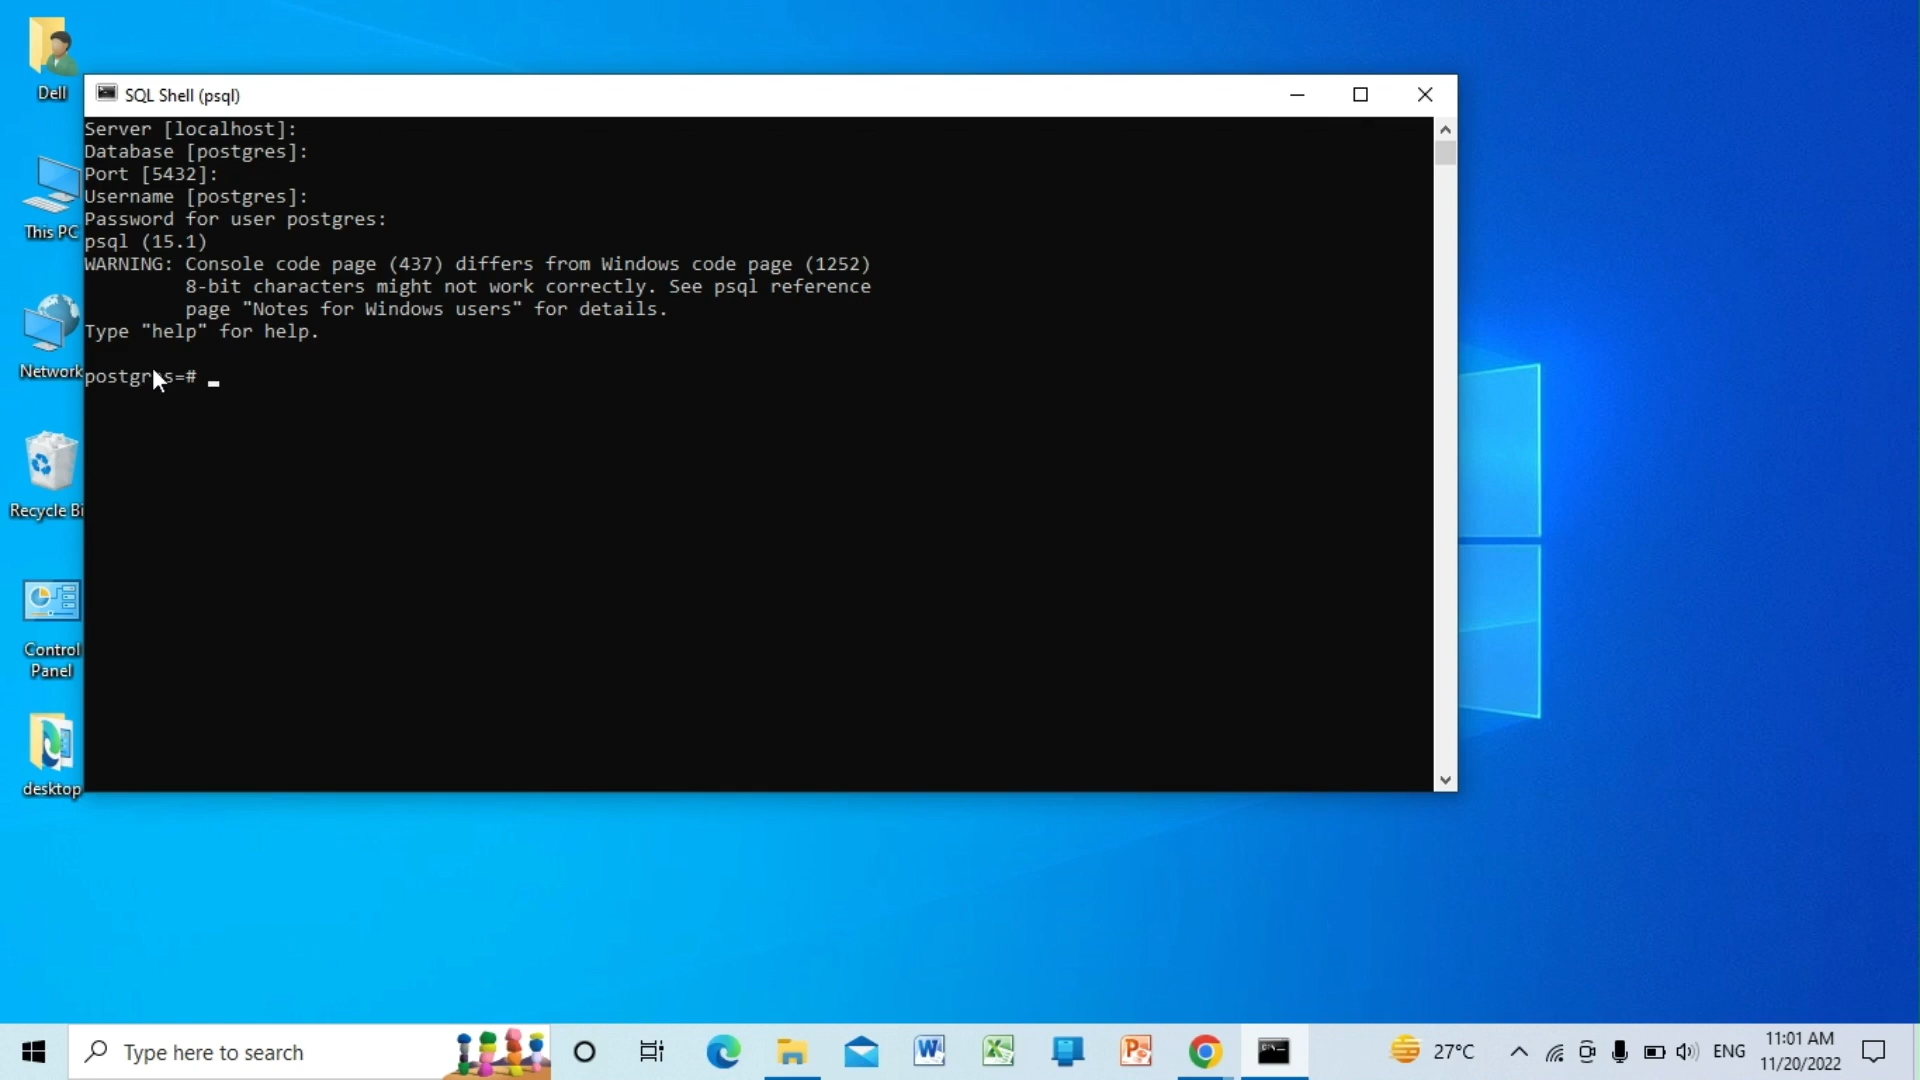 Dell
This PC
Network
Recycle Bi
Control
Panel
desktop
SQL Shell (psql)
Server [localhost]:
Database [postgres]:
Port [5432]:
Username [postgres]:
Password for user postgres:
psql (15.1)
WARNING: Console code page (437) differs from Windows code page (1252)
8-bit characters might not work correctly. See psql reference
page "Notes for Windows users" for details.
Type "help" for help.
postgres=#
Type here to search
27°C
ENG
11:01 AM
11/20/2022